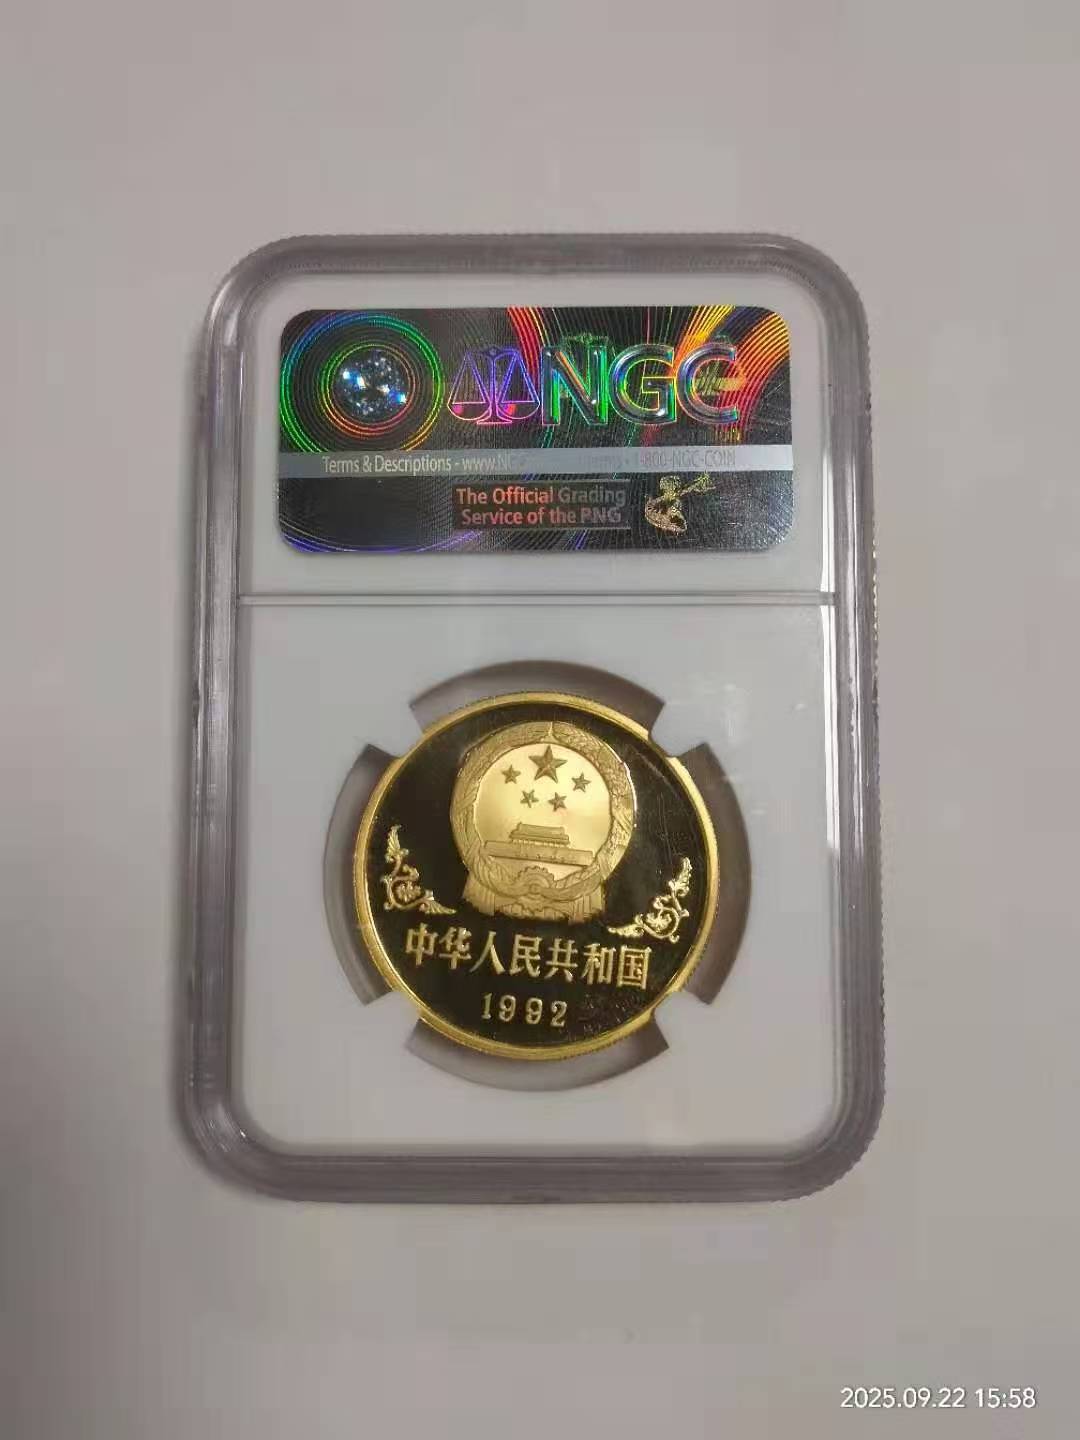 NGC
Terms & Descriptions - www.N
1-800-NGC-COIN
The Official Grading
Service of the PNG
中华人民共和国
1992
2025.09.22 15:58